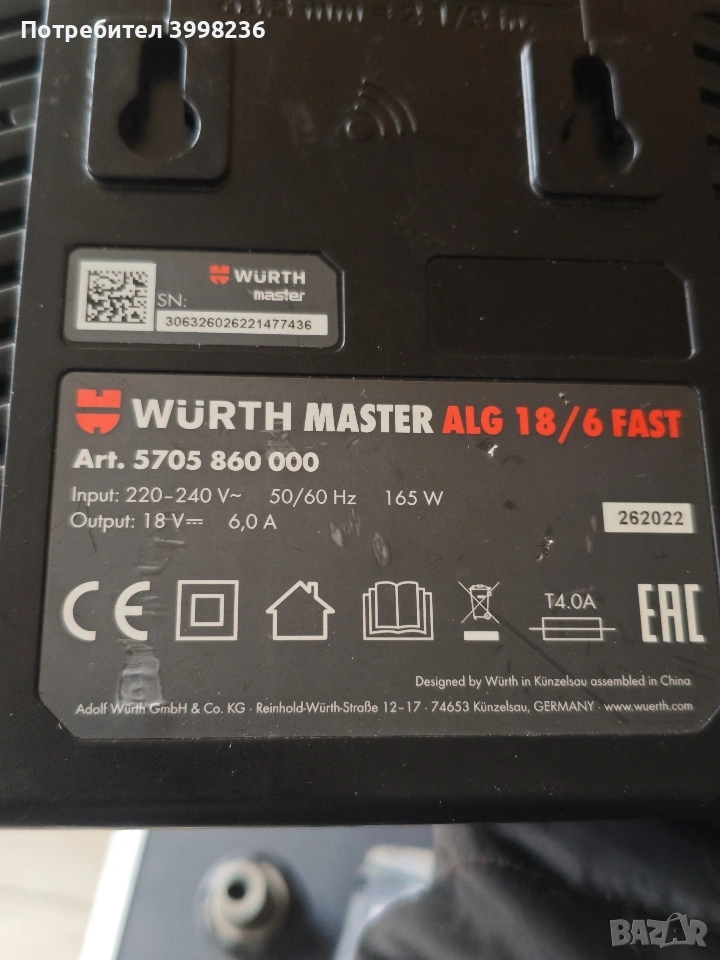 Потребител 3998236
WÜRTH
master
SN:
306326026221477436
WÜRTH MASTER ALG 18/6 FAST
Art. 5705 860 000
Input: 220–240 V~ 50/60 Hz 165 W
Output: 18 V⎓ 6,0 A
262022
CE
T4.0A
EAC
Designed by Würth in Künzelsau assembled in China
Adolf Würth GmbH & Co. KG · Reinhold-Würth-Straße 12–17 · 74653 Künzelsau, GERMANY · www.wuerth.com
BAZAR